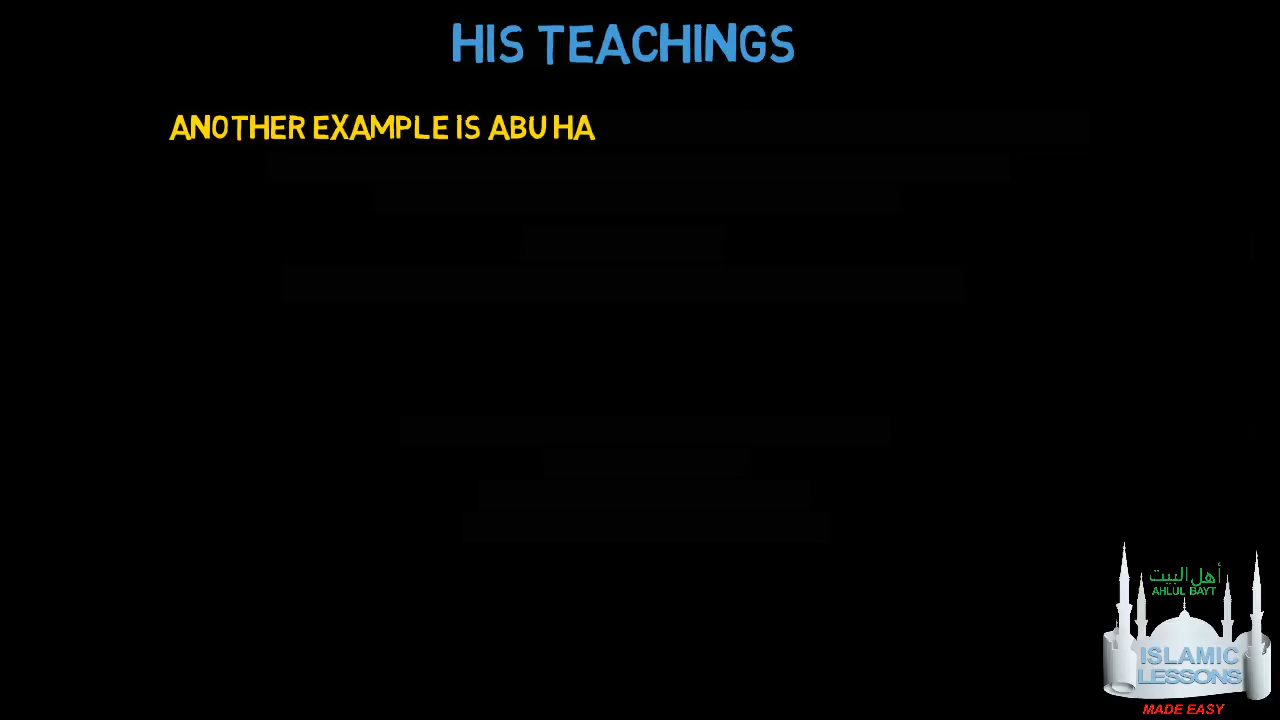 HIS TEACHINGS
ANOTHER EXAMPLE IS ABU HA
أهل البيت
AHLUL BAYT
ISLAMIC
LESSONS
MADE EASY